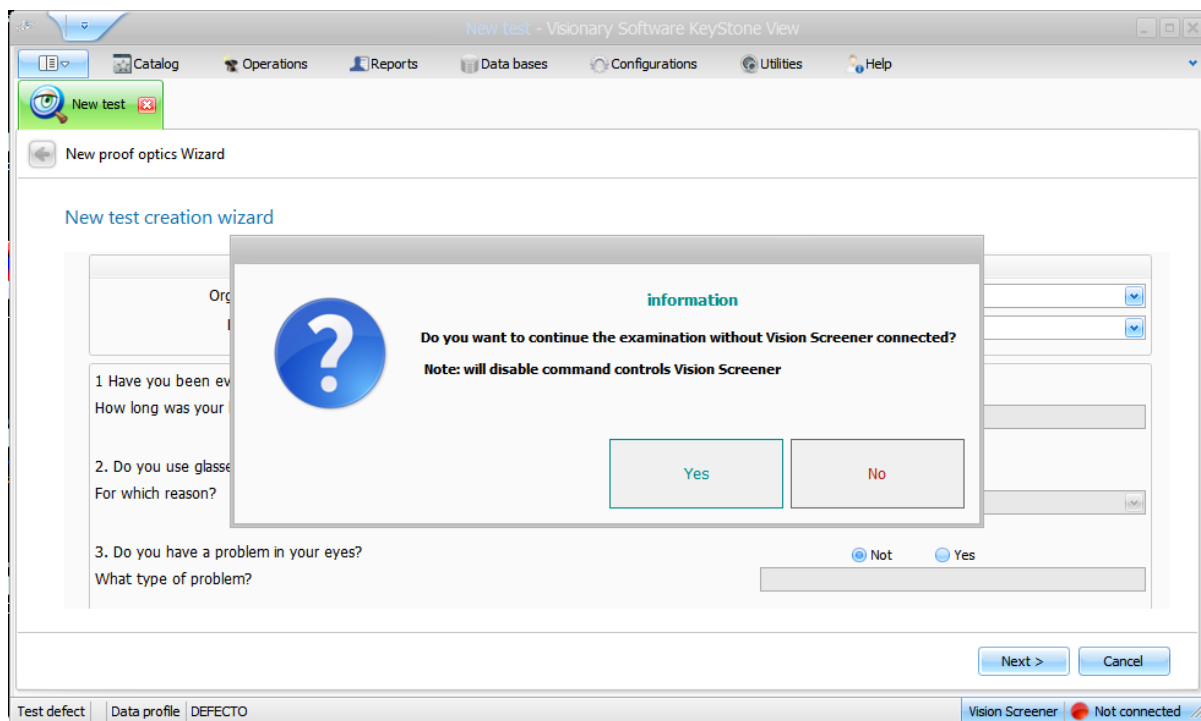 New test - Visionary Software KeyStone View
Catalog Operations Reports Data bases Configurations Utilities Help
New test
New proof optics Wizard
New test creation wizard
Org
information
Do you want to continue the examination without Vision Screener connected?
Note: will disable command controls Vision Screener
Yes No
1 Have you been ev
How long was your
2. Do you use glasse
For which reason?
3. Do you have a problem in your eyes?
Not Yes
What type of problem?
Next > Cancel
Test defect Data profile DEFECTO Vision Screener Not connected